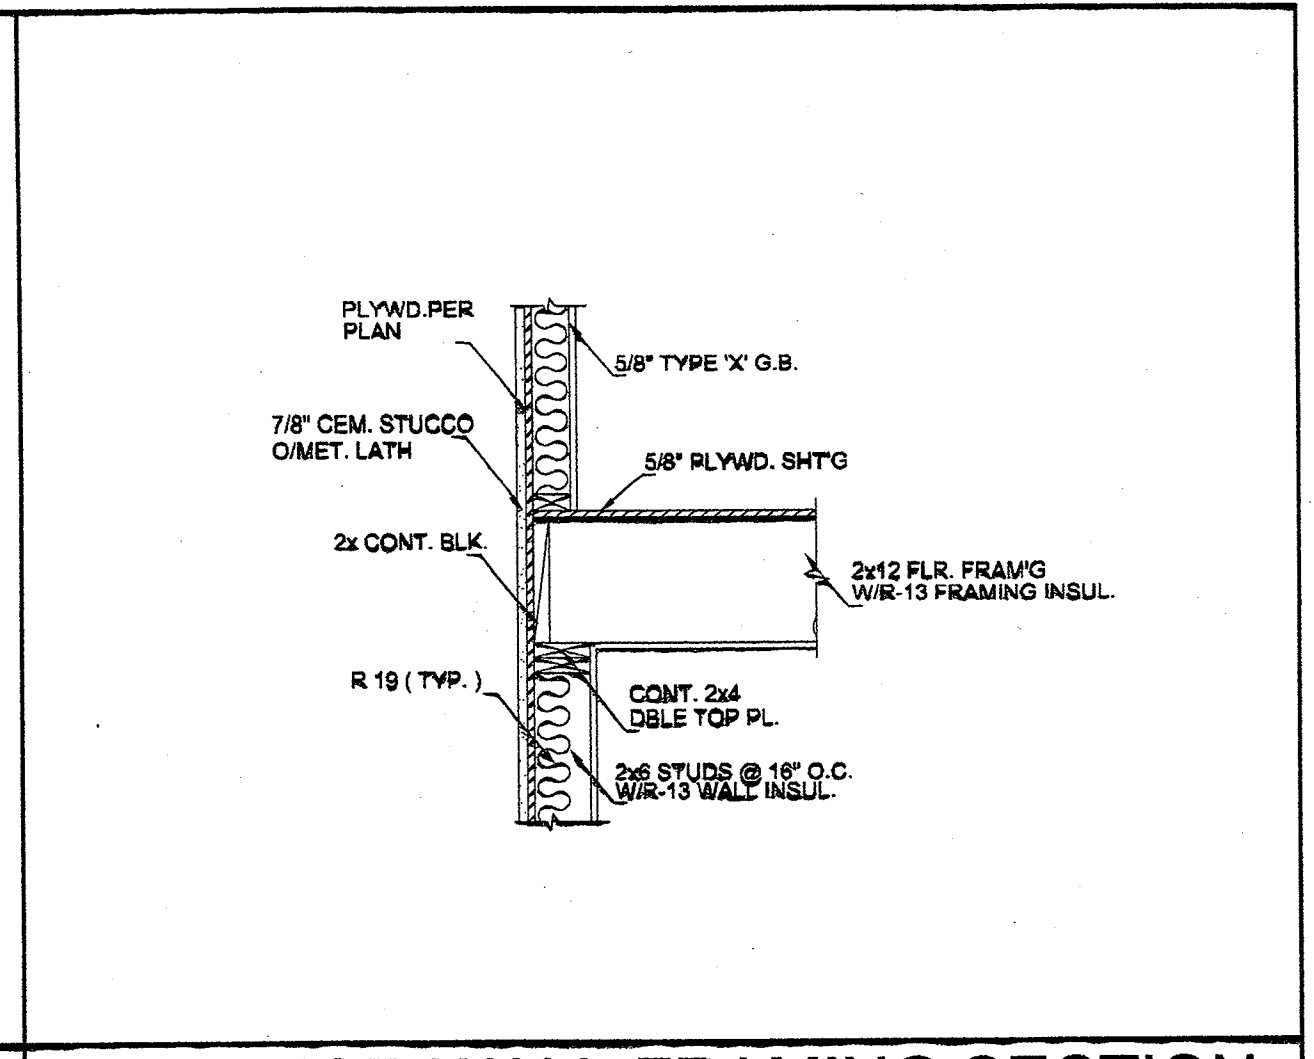 PLYWD.PER
PLAN
5/8" TYPE 'X' G.B.
7/8" CEM. STUCCO
O/MET. LATH
5/8" PLYWD. SHT'G
2x CONT. BLK.
2x12 FLR. FRAM'G
W/R-13 FRAMING INSUL.
R 19 ( TYP. )
CONT. 2x4
DBLE TOP PL.
2x6 STUDS @ 16" O.C.
W/R-13 WALL INSUL.
FRAMING SECTION